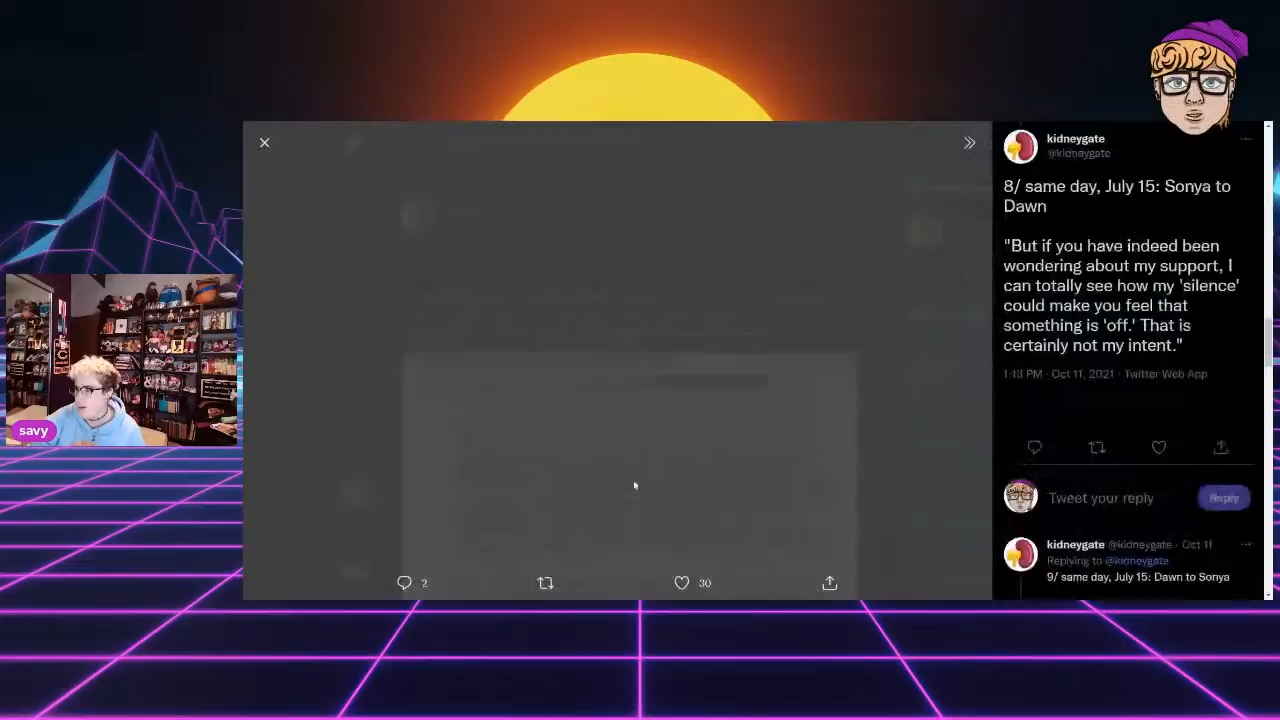 kidneygate
@kidneygate
8/ same day, July 15: Sonya to
Dawn
"But if you have indeed been
wondering about my support, I
can totally see how my 'silence'
could make you feel that
something is 'off.' That is
certainly not my intent."
1:13 PM · Oct 11, 2021 · Twitter Web App
Tweet your reply
Reply
kidneygate @kidneygate · Oct 11
Replying to @kidneygate
9/ same day, July 15: Dawn to Sonya
2
30
savy